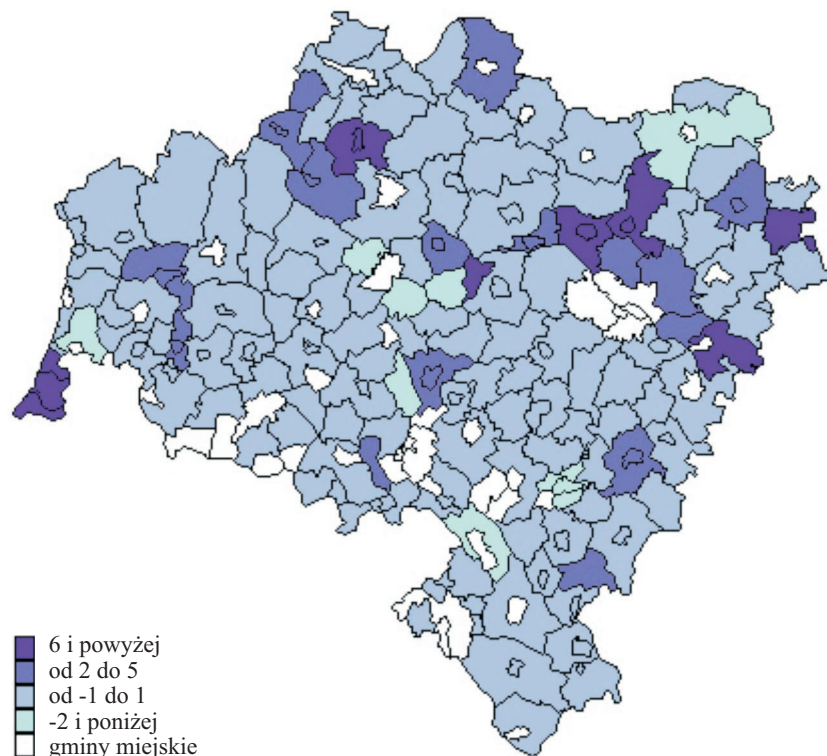 6 i powyżej
od 2 do 5
od -1 do 1
-2 i poniżej
gminy miejskie